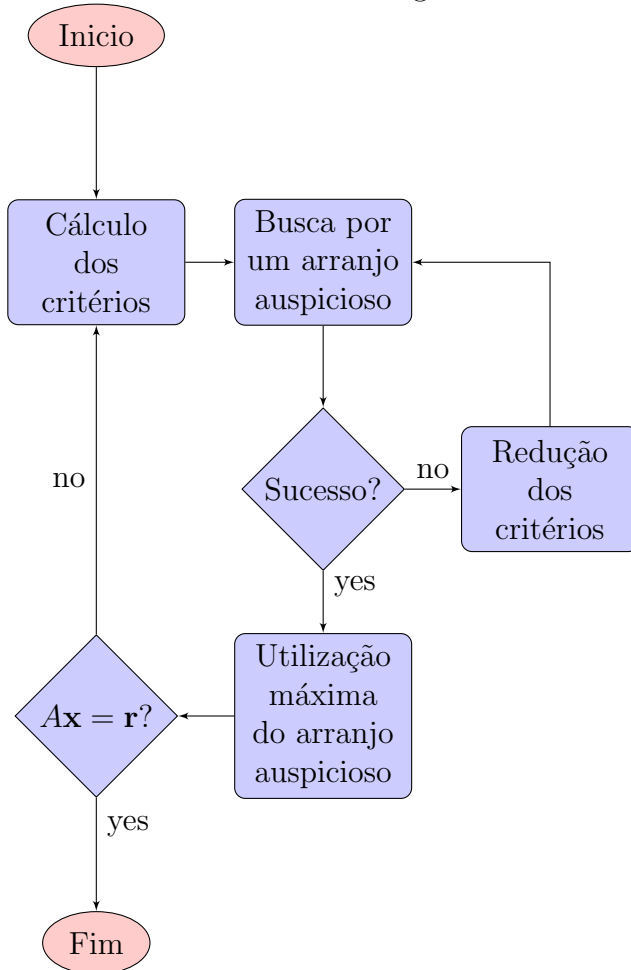 Inicio
Cálculo
dos
critérios
Busca por
um arranjo
auspicioso
Sucesso?
no
Redução
dos
critérios
yes
Utilização
máxima
do arranjo
auspicioso
Ax = r?
no
yes
Fim